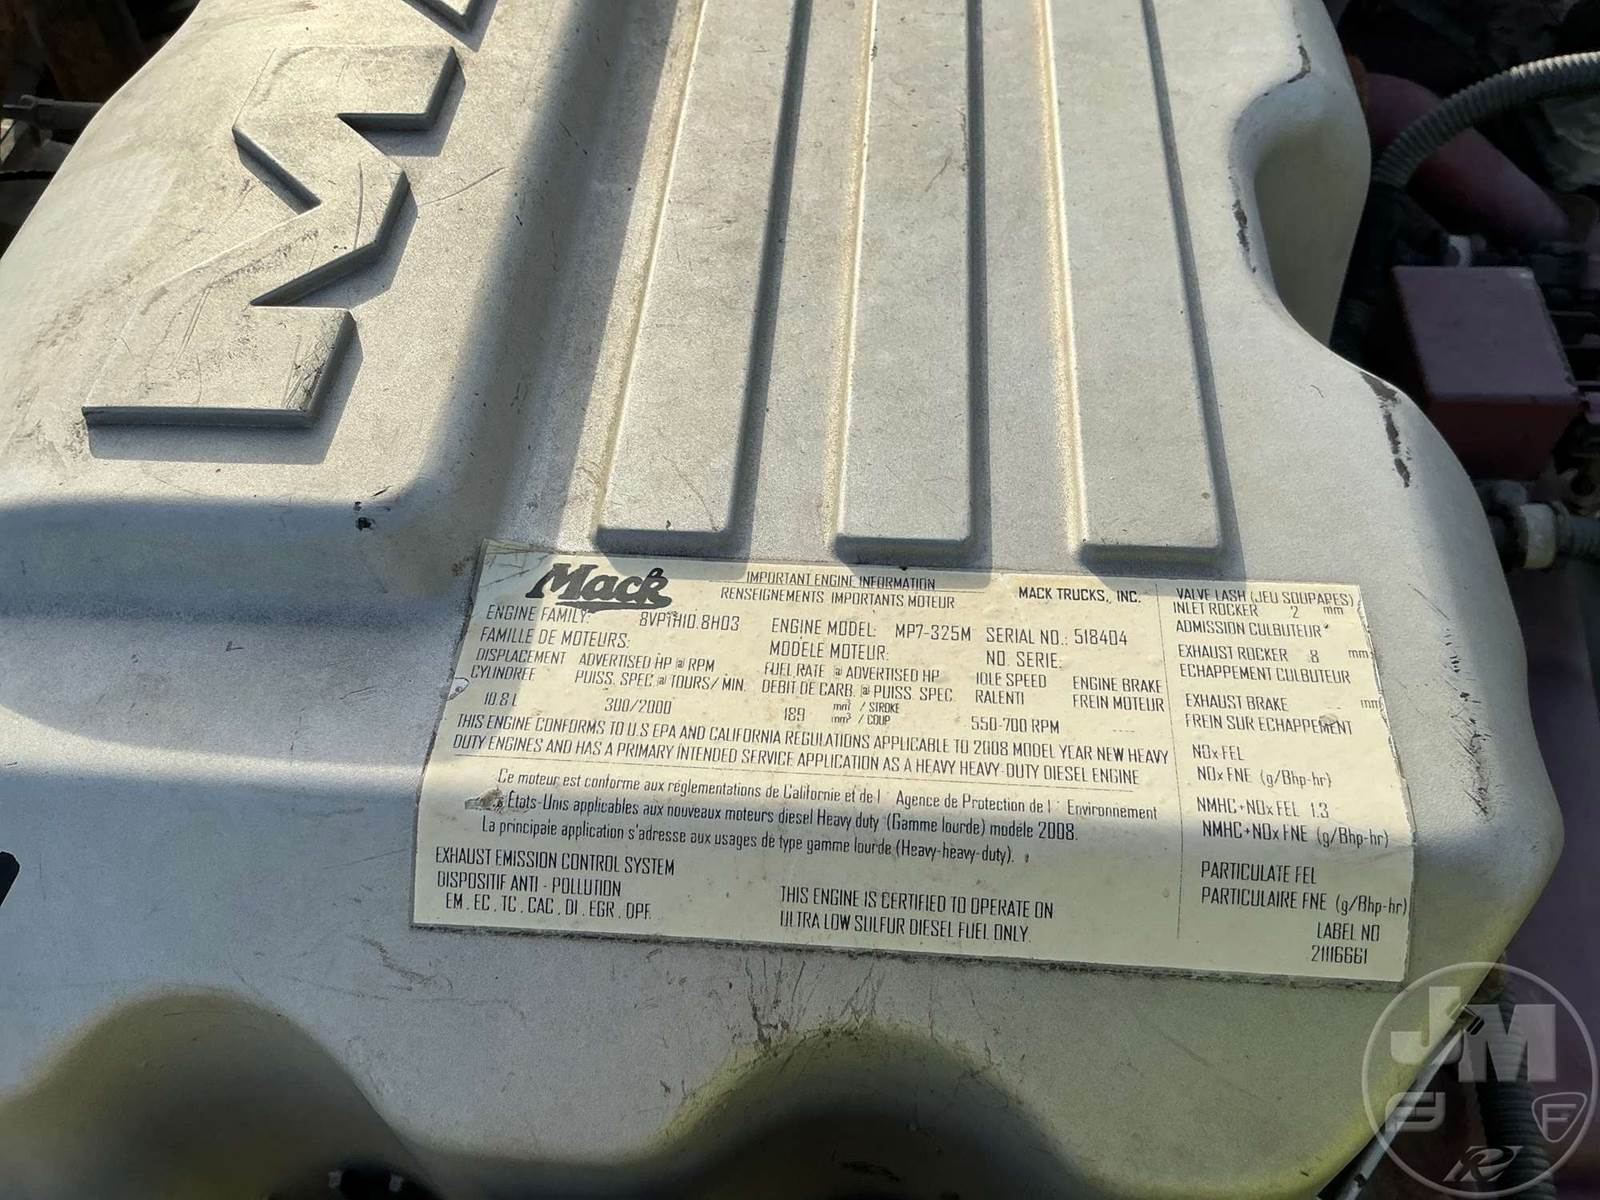 MA
Mack
IMPORTANT ENGINE INFORMATION
RENSEIGNEMENTS IMPORTANTS MOTEUR
MACK TRUCKS., INC.
ENGINE FAMILY: 8VPTH10.8H03
FAMILLE DE MOTEURS:
ENGINE MODEL: MP7-325M
MODÈLE MOTEUR:
SERIAL NO.: 518404
NO. SERIE:
DISPLACEMENT
CYLINDRÉE
10.8 L
ADVERTISED HP @ RPM
PUISS. SPEC @ TOURS/MIN.
300/2000
FUEL RATE @ ADVERTISED HP
DEBIT DE CARB. @ PUISS. SPEC.
189 mm³ / STROKE
mm³ / COUP
IDLE SPEED
RALENTI
550-700 RPM
ENGINE BRAKE
FREIN MOTEUR
----
THIS ENGINE CONFORMS TO U.S EPA AND CALIFORNIA REGULATIONS APPLICABLE TO 2008 MODEL YEAR NEW HEAVY
DUTY ENGINES AND HAS A PRIMARY INTENDED SERVICE APPLICATION AS A HEAVY HEAVY-DUTY DIESEL ENGINE
Ce moteur est conforme aux réglementations de Californie et de l' Agence de Protection de l' Environnement
États-Unis applicables aux nouveaux moteurs diesel Heavy duty (Gamme lourde) modèle 2008.
La principale application s'adresse aux usages de type gamme lourde (Heavy-heavy-duty).
EXHAUST EMISSION CONTROL SYSTEM
DISPOSITIF ANTI - POLLUTION
EM , EC , TC , CAC , DI , EGR , DPF
THIS ENGINE IS CERTIFIED TO OPERATE ON
ULTRA LOW SULFUR DIESEL FUEL ONLY.
VALVE LASH (JEU SOUPAPES)
INLET ROCKER .2 mm
ADMISSION CULBUTEUR
EXHAUST ROCKER .8 mm
ECHAPPEMENT CULBUTEUR
EXHAUST BRAKE -- mm
FREIN SUR ECHAPPEMENT
NOx FEL
NOx FNE (g/Bhp-hr)
NMHC+NOx FEL 1.3
NMHC+NOx FNE (g/Bhp-hr)
PARTICULATE FEL
PARTICULAIRE FNE (g/Bhp-hr)
LABEL NO
21116661
JM